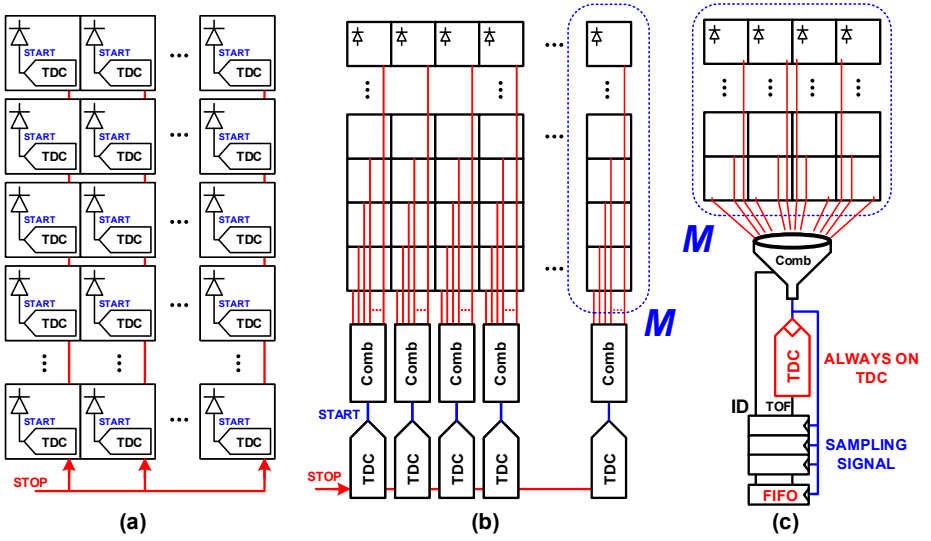 START
START
START
TDC
TDC
...
TDC
START
START
START
TDC
TDC
...
TDC
START
START
START
TDC
TDC
...
TDC
START
START
START
TDC
TDC
...
TDC
...
...
...
START
START
START
TDC
TDC
...
TDC
STOP
(a)
...
...
...
...
...
...
...
...
...
M
Comb
Comb
Comb
Comb
Comb
START
STOP
TDC
TDC
TDC
TDC
TDC
(b)
...
...
...
...
M
Comb
TDC
ALWAYS ON
TDC
ID
TOF
SAMPLING
SIGNAL
FIFO
(c)